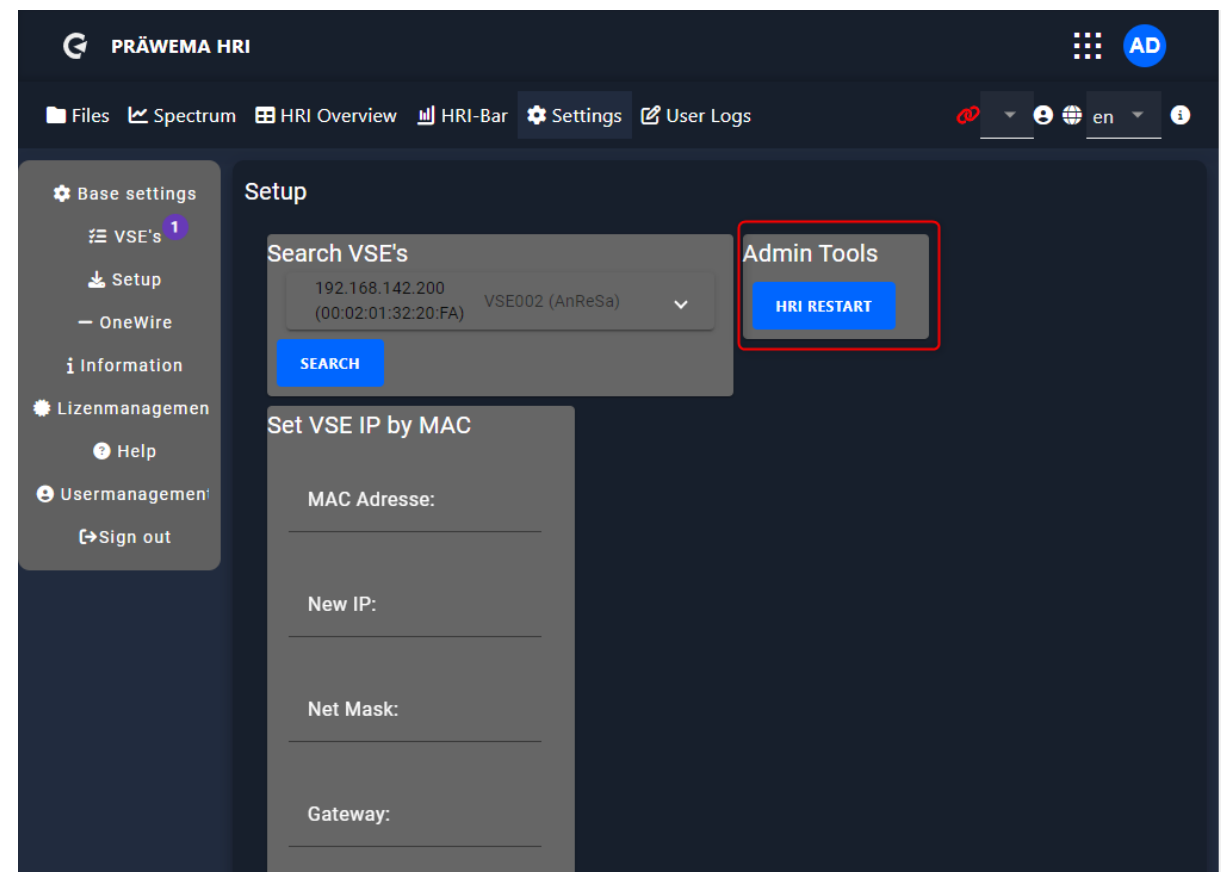 PRÄWEMA HRI
AD
Files Spectrum HRI Overview HRI-Bar Settings User Logs en
Base settings
VSE's 1
Setup
OneWire
Information
Lizenmanagemen
Help
Usermanagement
Sign out
Setup
Search VSE's
192.168.142.200
(00:02:01:32:20:FA) VSE002 (AnReSa)
SEARCH
Admin Tools
HRI RESTART
Set VSE IP by MAC
MAC Adresse:
New IP:
Net Mask:
Gateway: